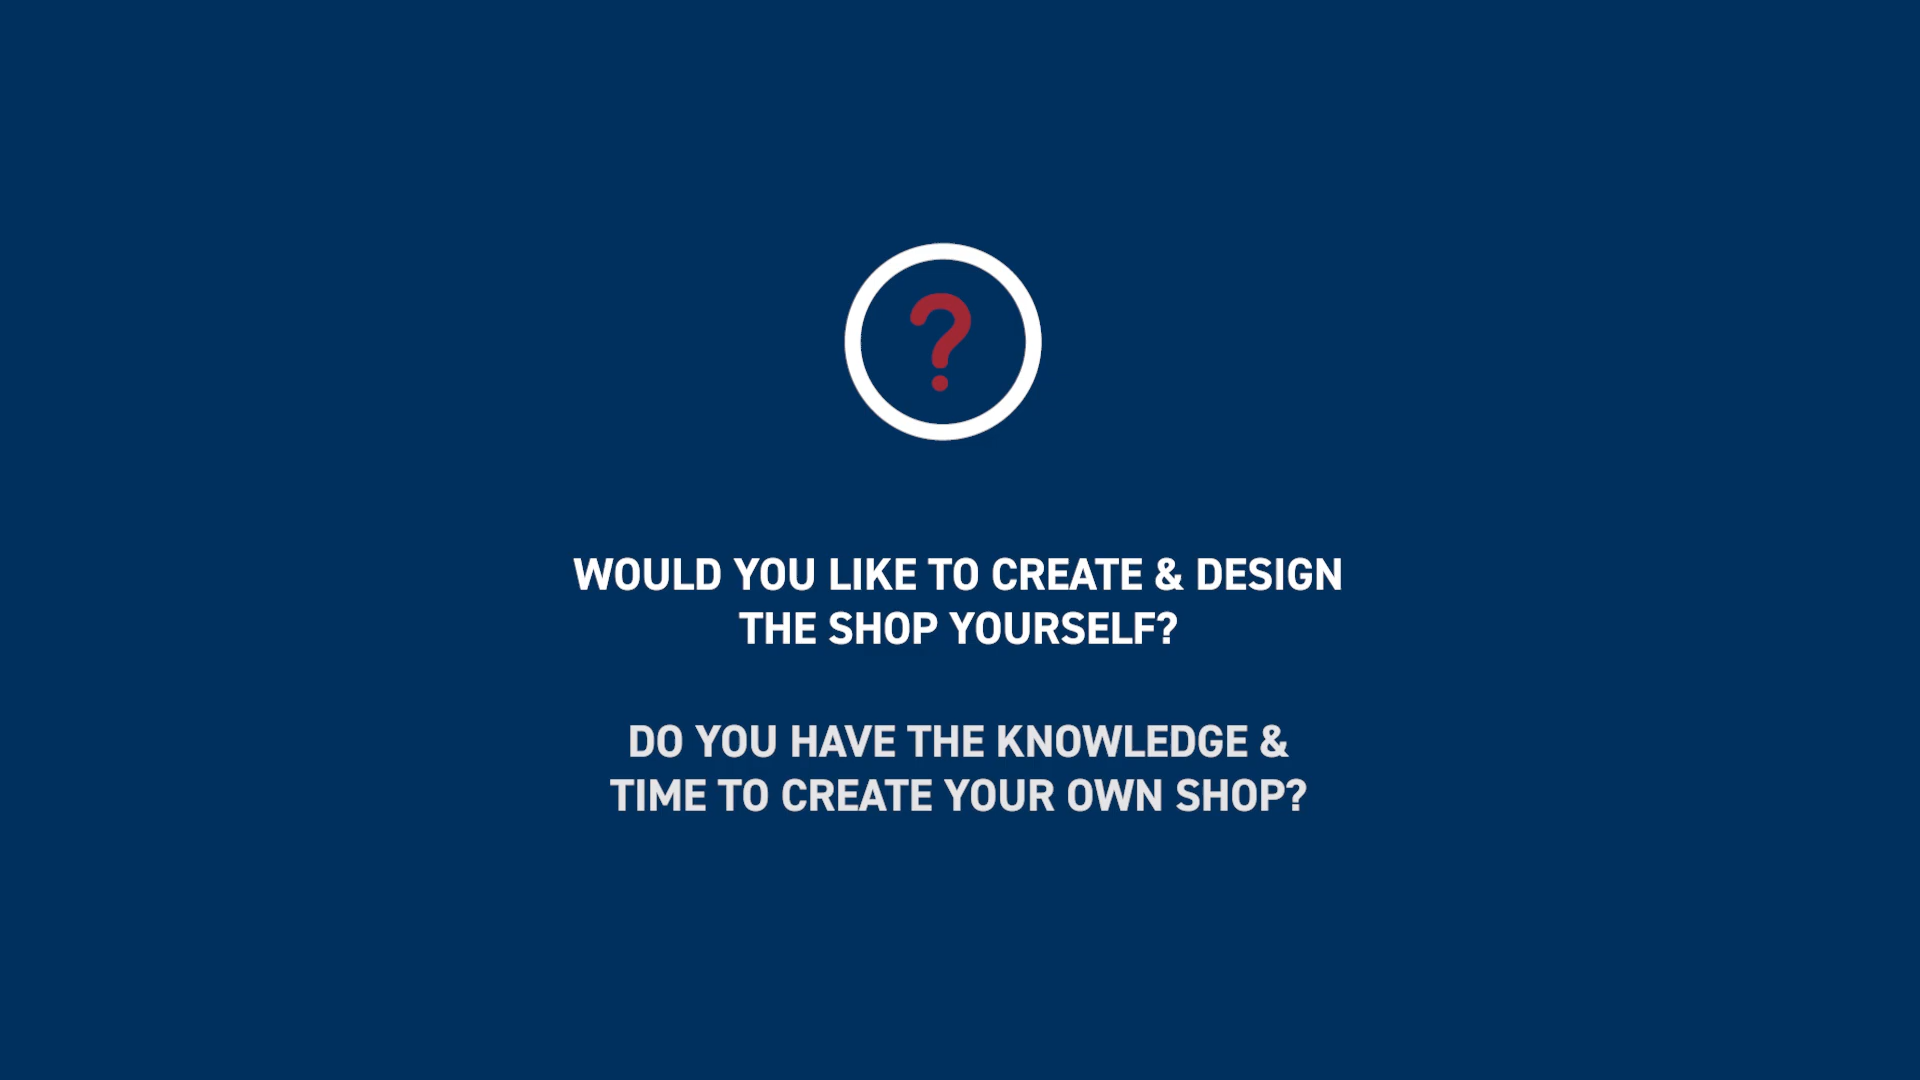 ?
WOULD YOU LIKE TO CREATE & DESIGN
THE SHOP YOURSELF?
DO YOU HAVE THE KNOWLEDGE &
TIME TO CREATE YOUR OWN SHOP?